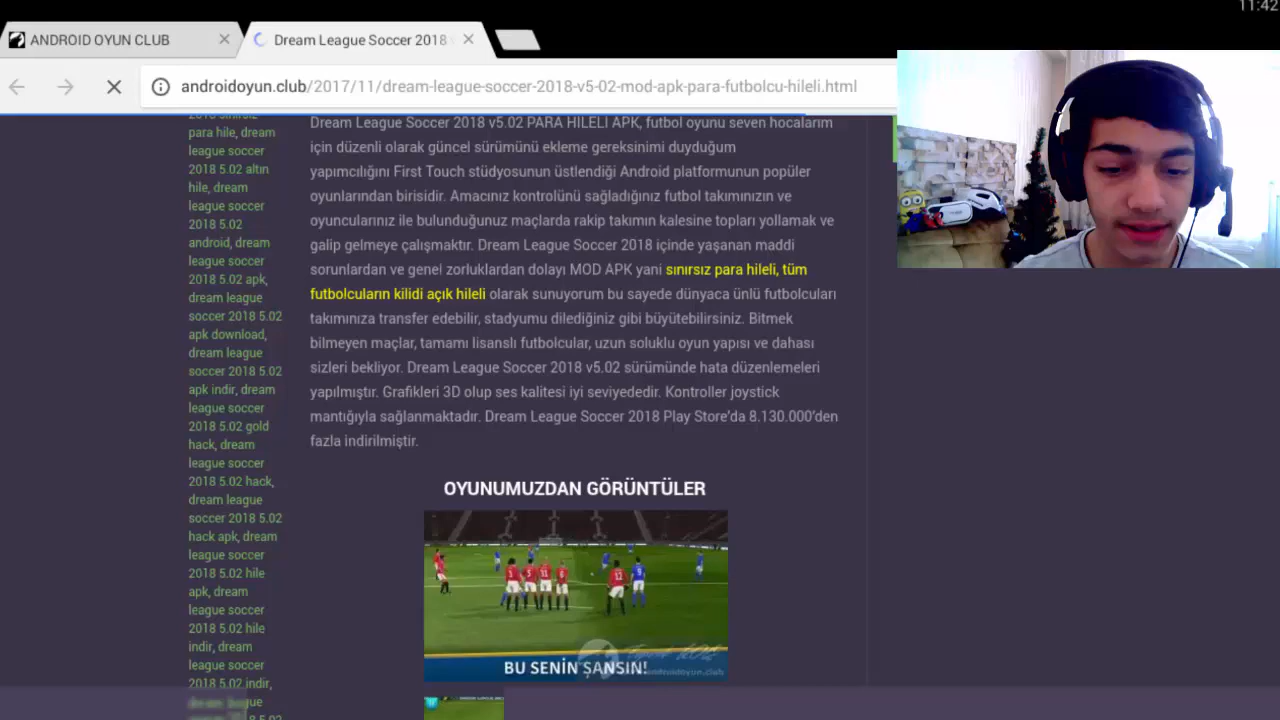 11:42
ANDROID OYUN CLUB
Dream League Soccer 2018
androidoyun.club/2017/11/dream-league-soccer-2018-v5-02-mod-apk-para-futbolcu-hileli.html
2018 sınırsız
para hile, dream
league soccer
2018 5.02 altın
hile, dream
league soccer
2018 5.02
android, dream
league soccer
2018 5.02 apk,
dream league
soccer 2018 5.02
apk download,
dream league
soccer 2018 5.02
apk indir, dream
league soccer
2018 5.02 gold
hack, dream
league soccer
2018 5.02 hack,
dream league
soccer 2018 5.02
hack apk, dream
league soccer
2018 5.02 hile
apk, dream
league soccer
2018 5.02 hile
indir, dream
league soccer
2018 5.02 indir,
dream league
Dream League Soccer 2018 v5.02 PARA HILELI APK, futbol oyunu seven hocalarım
için düzenli olarak güncel sürümünü ekleme gereksinimi duyduğum
yapımcılığını First Touch stüdyosunun üstlendiği Android platformunun popüler
oyunlarından birisidir. Amacınız kontrolünü sağladığınız futbol takımınızın ve
oyuncularınız ile bulunduğunuz maçlarda rakip takımın kalesine topları yollamak ve
galip gelmeye çalışmaktır. Dream League Soccer 2018 içinde yaşanan maddi
sorunlardan ve genel zorluklardan dolayı MOD APK yani sınırsız para hileli, tüm
futbolcuların kilidi açık hileli olarak sunuyorum bu sayede dünyaca ünlü futbolcuları
takımınıza transfer edebilir, stadyumu dilediğiniz gibi büyütebilirsiniz. Bitmek
bilmeyen maçlar, tamamı lisanslı futbolcular, uzun soluklu oyun yapısı ve dahası
sizleri bekliyor. Dream League Soccer 2018 v5.02 sürümünde hata düzenlemeleri
yapılmıştır. Grafikleri 3D olup ses kalitesi iyi seviyededir. Kontroller joystick
mantığıyla sağlanmaktadır. Dream League Soccer 2018 Play Store'da 8.130.000'den
fazla indirilmiştir.
OYUNUMUZDAN GÖRÜNTÜLER
BU SENİN ŞANSIN!
androidoyun.club